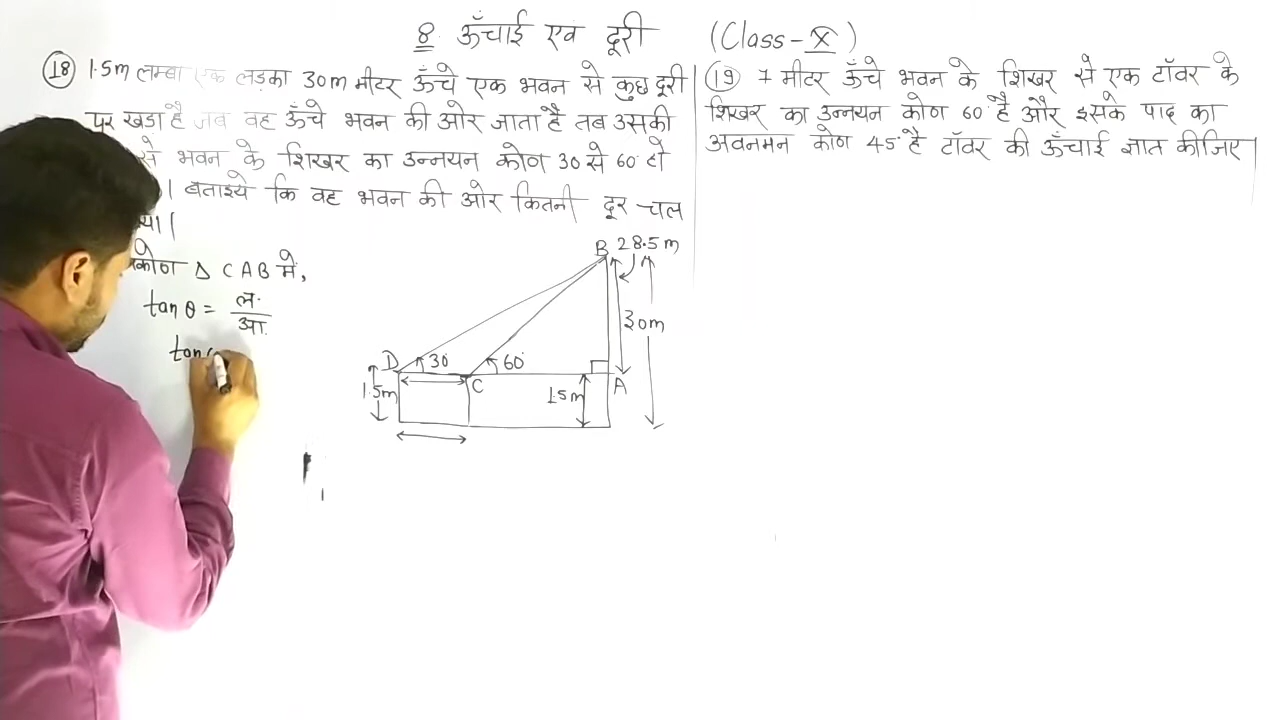 8. ऊँचाई एवं दूरी (Class-X)
(18) 1.5m लम्बा एक लड़का 30m मीटर ऊँचे एक भवन से कुछ दूरी
पर खडा है जब वह ऊँचे भवन की ओर जाता है तब उसकी
से भवन के शिखर का उन्नयन कोण 30 से 60° हो
। बताइये कि वह भवन की ओर कितनी दूर चल
(19) 7 मीटर ऊँचे भवन के शिखर से एक टॉवर के
शिखर का उन्नयन कोण 60° है और इसके पाद का
अवनमन कोण 45° है टॉवर की ऊँचाई ज्ञात कीजिए
कोण Δ CAB में,
tan θ = ल. / आ.
tan
B 28.5m
30m
D 30 60°
C A
1.5m 1.5m